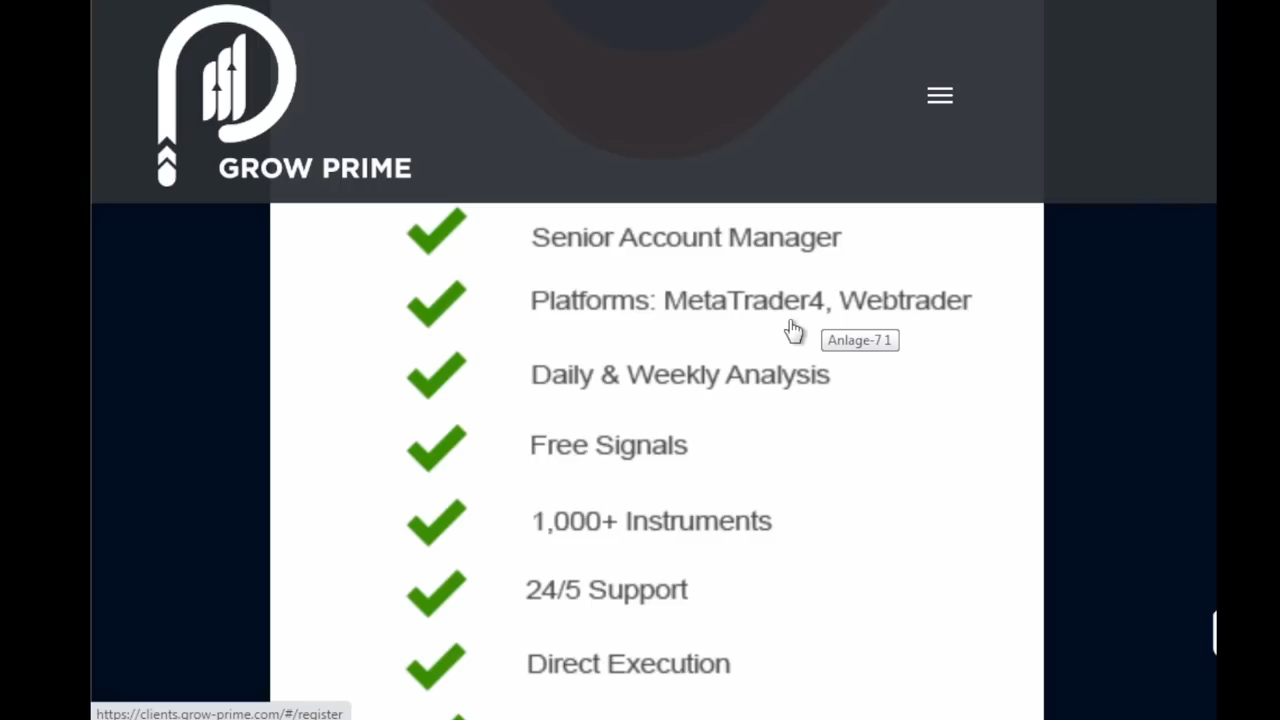 GROW PRIME
Senior Account Manager
Platforms: MetaTrader4, Webtrader
Anlage-7 1
Daily & Weekly Analysis
Free Signals
1,000+ Instruments
24/5 Support
Direct Execution
https://clients.grow-prime.com/#/register